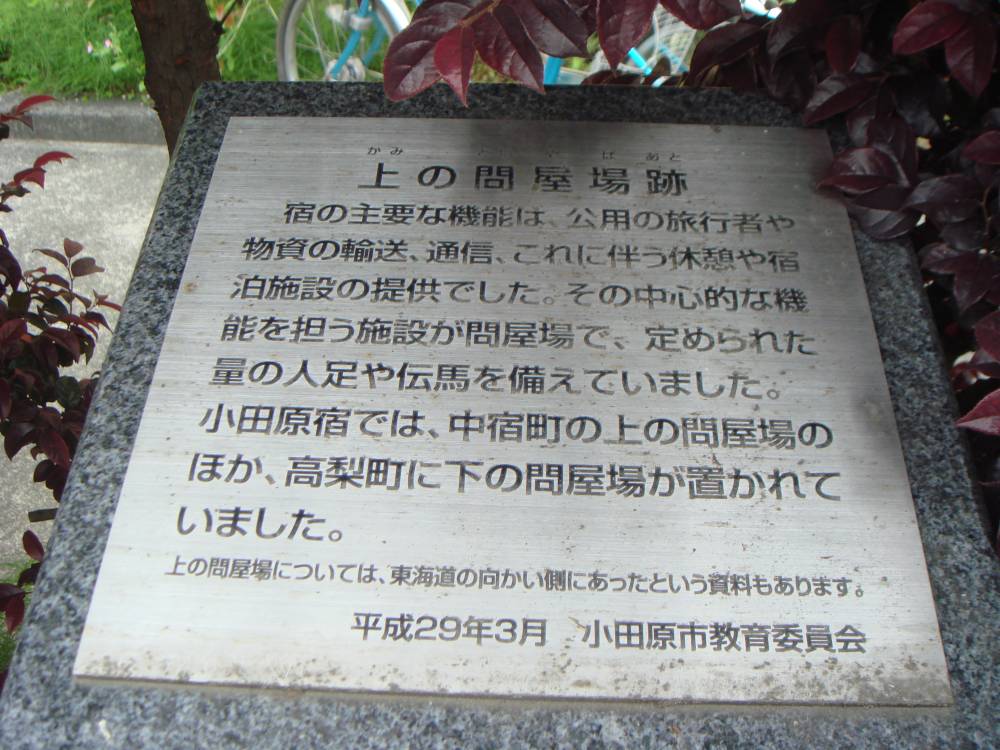 かみ ば あと
上の問屋場跡
宿の主要な機能は、公用の旅行者や
物資の輸送、通信、これに伴う休憩や宿
泊施設の提供でした。その中心的な機
能を担う施設が問屋場で、定められた
量の人足や伝馬を備えていました。
小田原宿では、中宿町の上の問屋場の
ほか、高梨町に下の問屋場が置かれて
いました。
上の問屋場については、東海道の向かい側にあったという資料もあります。
平成29年3月 小田原市教育委員会